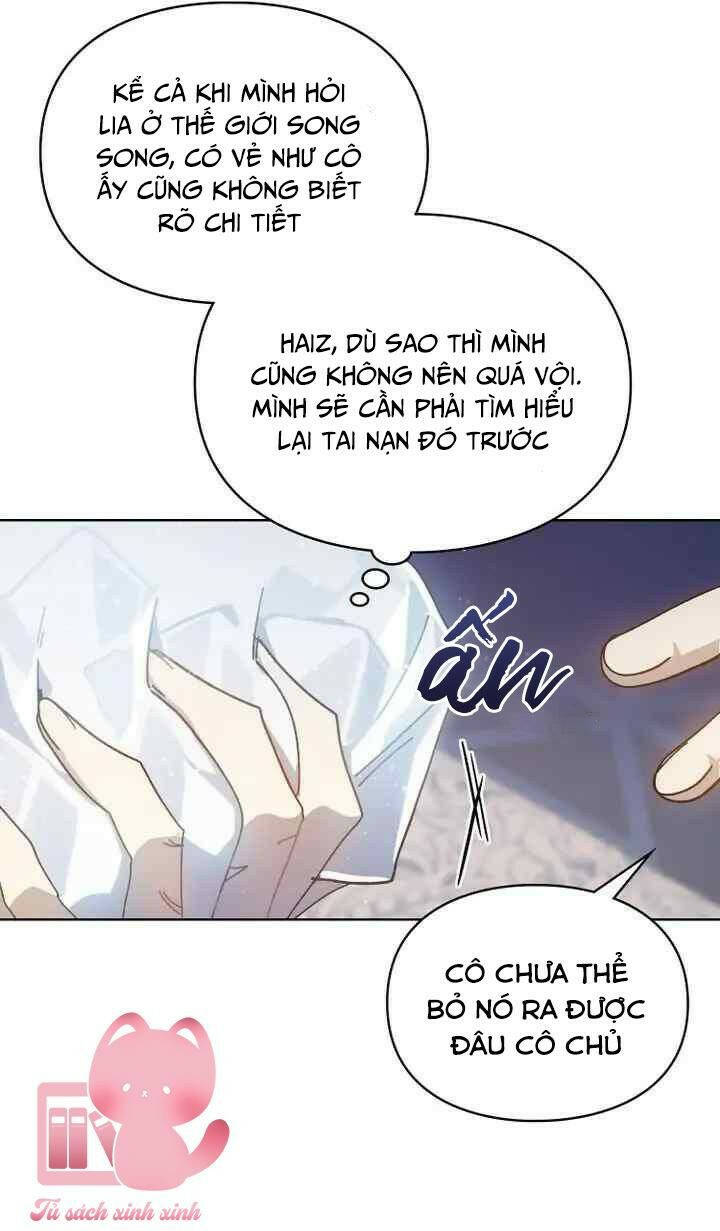 KỂ CẢ KHI MÌNH HỎI
LIA Ở THẾ GIỚI SONG
SONG, CÓ VẺ NHƯ CÔ
ẤY CŨNG KHÔNG BIẾT
RÕ CHI TIẾT
HAIZ, DÙ SAO THÌ MÌNH
CŨNG KHÔNG NÊN QUÁ VỘI.
MÌNH SẼ CẦN PHẢI TÌM HIỂU
LẠI TAI NẠN ĐÓ TRƯỚC
ấn
CÔ CHƯA THỂ
BỎ NÓ RA ĐƯỢC
ĐÂU CÔ CHỦ
Tủ sách xinh xinh